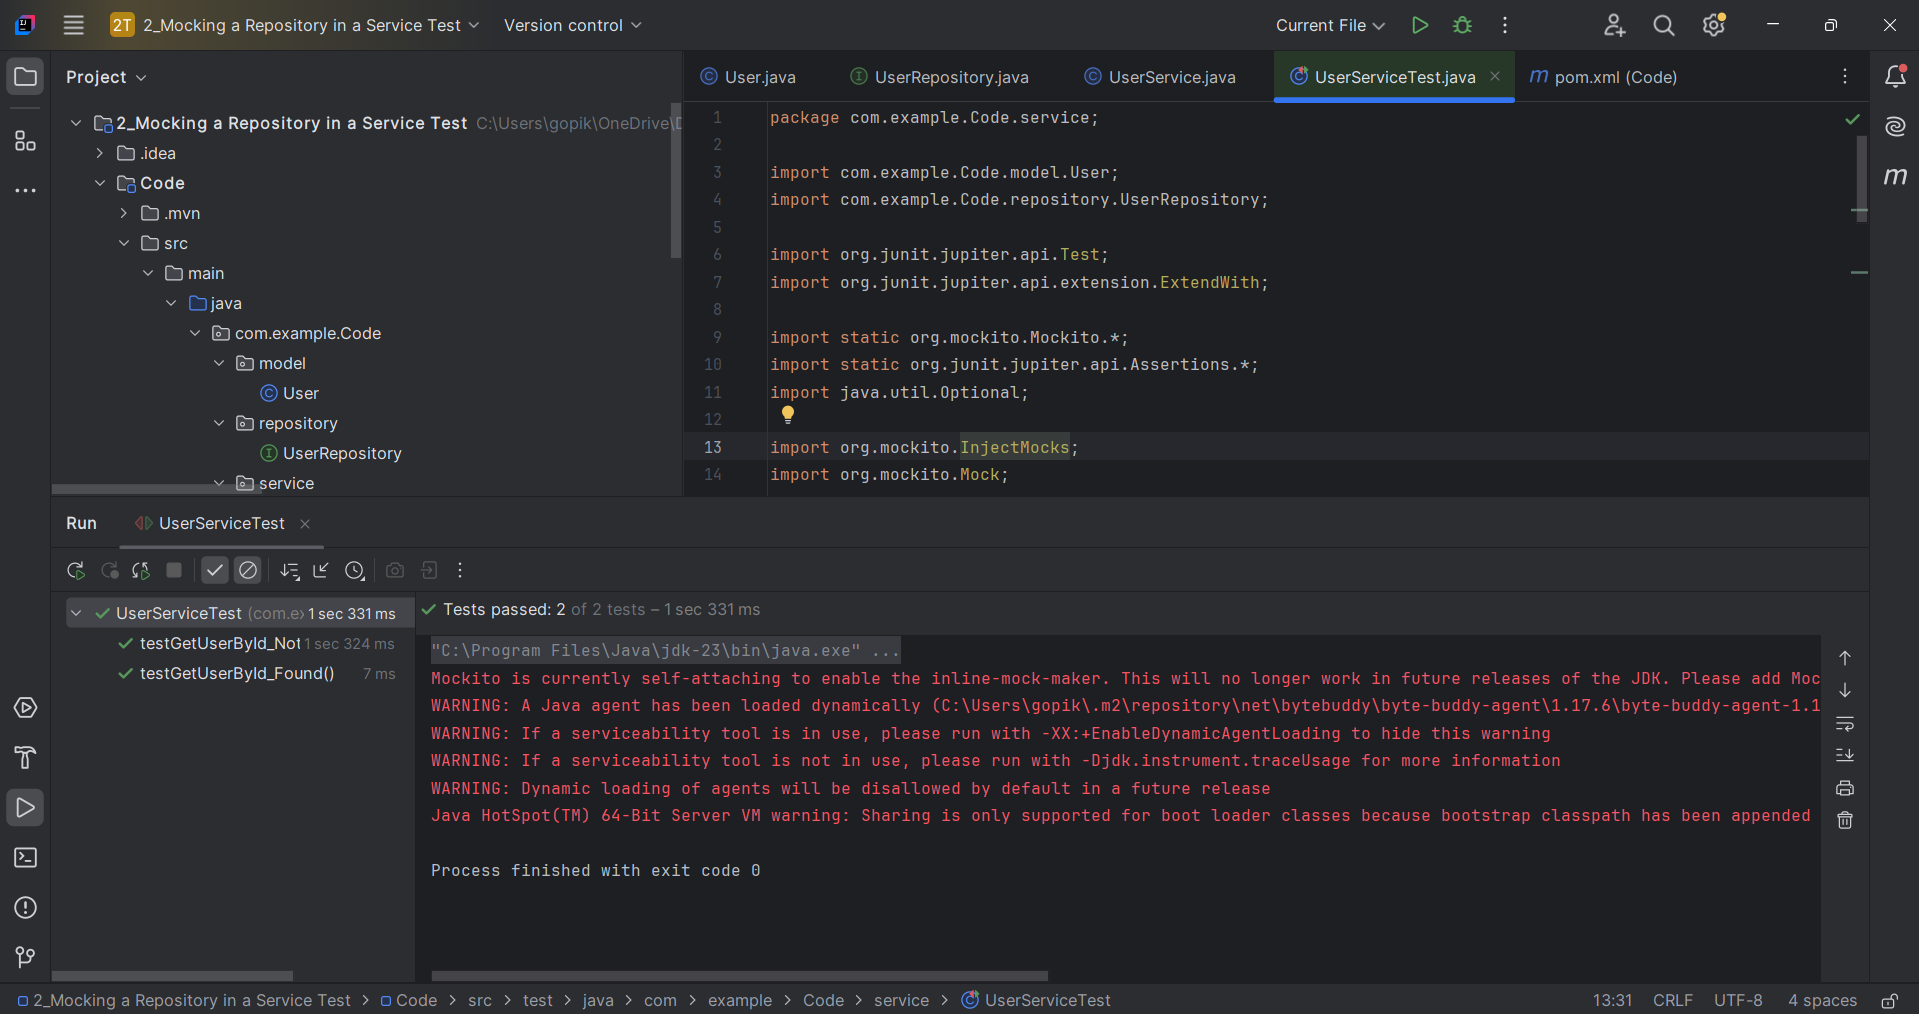 2T 2_Mocking a Repository in a Service Test Version control Current File
Project
2_Mocking a Repository in a Service Test C:\Users\gopik\OneDrive\
.idea
Code
.mvn
src
main
java
com.example.Code
model
User
repository
UserRepository
service
User.java UserRepository.java UserService.java UserServiceTest.java pom.xml (Code)
1 package com.example.Code.service;
2
3 import com.example.Code.model.User;
4 import com.example.Code.repository.UserRepository;
5
6 import org.junit.jupiter.api.Test;
7 import org.junit.jupiter.api.extension.ExtendWith;
8
9 import static org.mockito.Mockito.*;
10 import static org.junit.jupiter.api.Assertions.*;
11 import java.util.Optional;
12
13 import org.mockito.InjectMocks;
14 import org.mockito.Mock;
Run UserServiceTest
UserServiceTest (com.ex 1 sec 331 ms
testGetUserById_Not 1 sec 324 ms
testGetUserById_Found() 7 ms
Tests passed: 2 of 2 tests – 1 sec 331 ms
"C:\Program Files\Java\jdk-23\bin\java.exe" ...
Mockito is currently self-attaching to enable the inline-mock-maker. This will no longer work in future releases of the JDK. Please add Moc
WARNING: A Java agent has been loaded dynamically (C:\Users\gopik\.m2\repository\net\bytebuddy\byte-buddy-agent\1.17.6\byte-buddy-agent-1.1
WARNING: If a serviceability tool is in use, please run with -XX:+EnableDynamicAgentLoading to hide this warning
WARNING: If a serviceability tool is not in use, please run with -Djdk.instrument.traceUsage for more information
WARNING: Dynamic loading of agents will be disallowed by default in a future release
Java HotSpot(TM) 64-Bit Server VM warning: Sharing is only supported for boot loader classes because bootstrap classpath has been appended
Process finished with exit code 0
2_Mocking a Repository in a Service Test > Code > src > test > java > com > example > Code > service > UserServiceTest 13:31 CRLF UTF-8 4 spaces